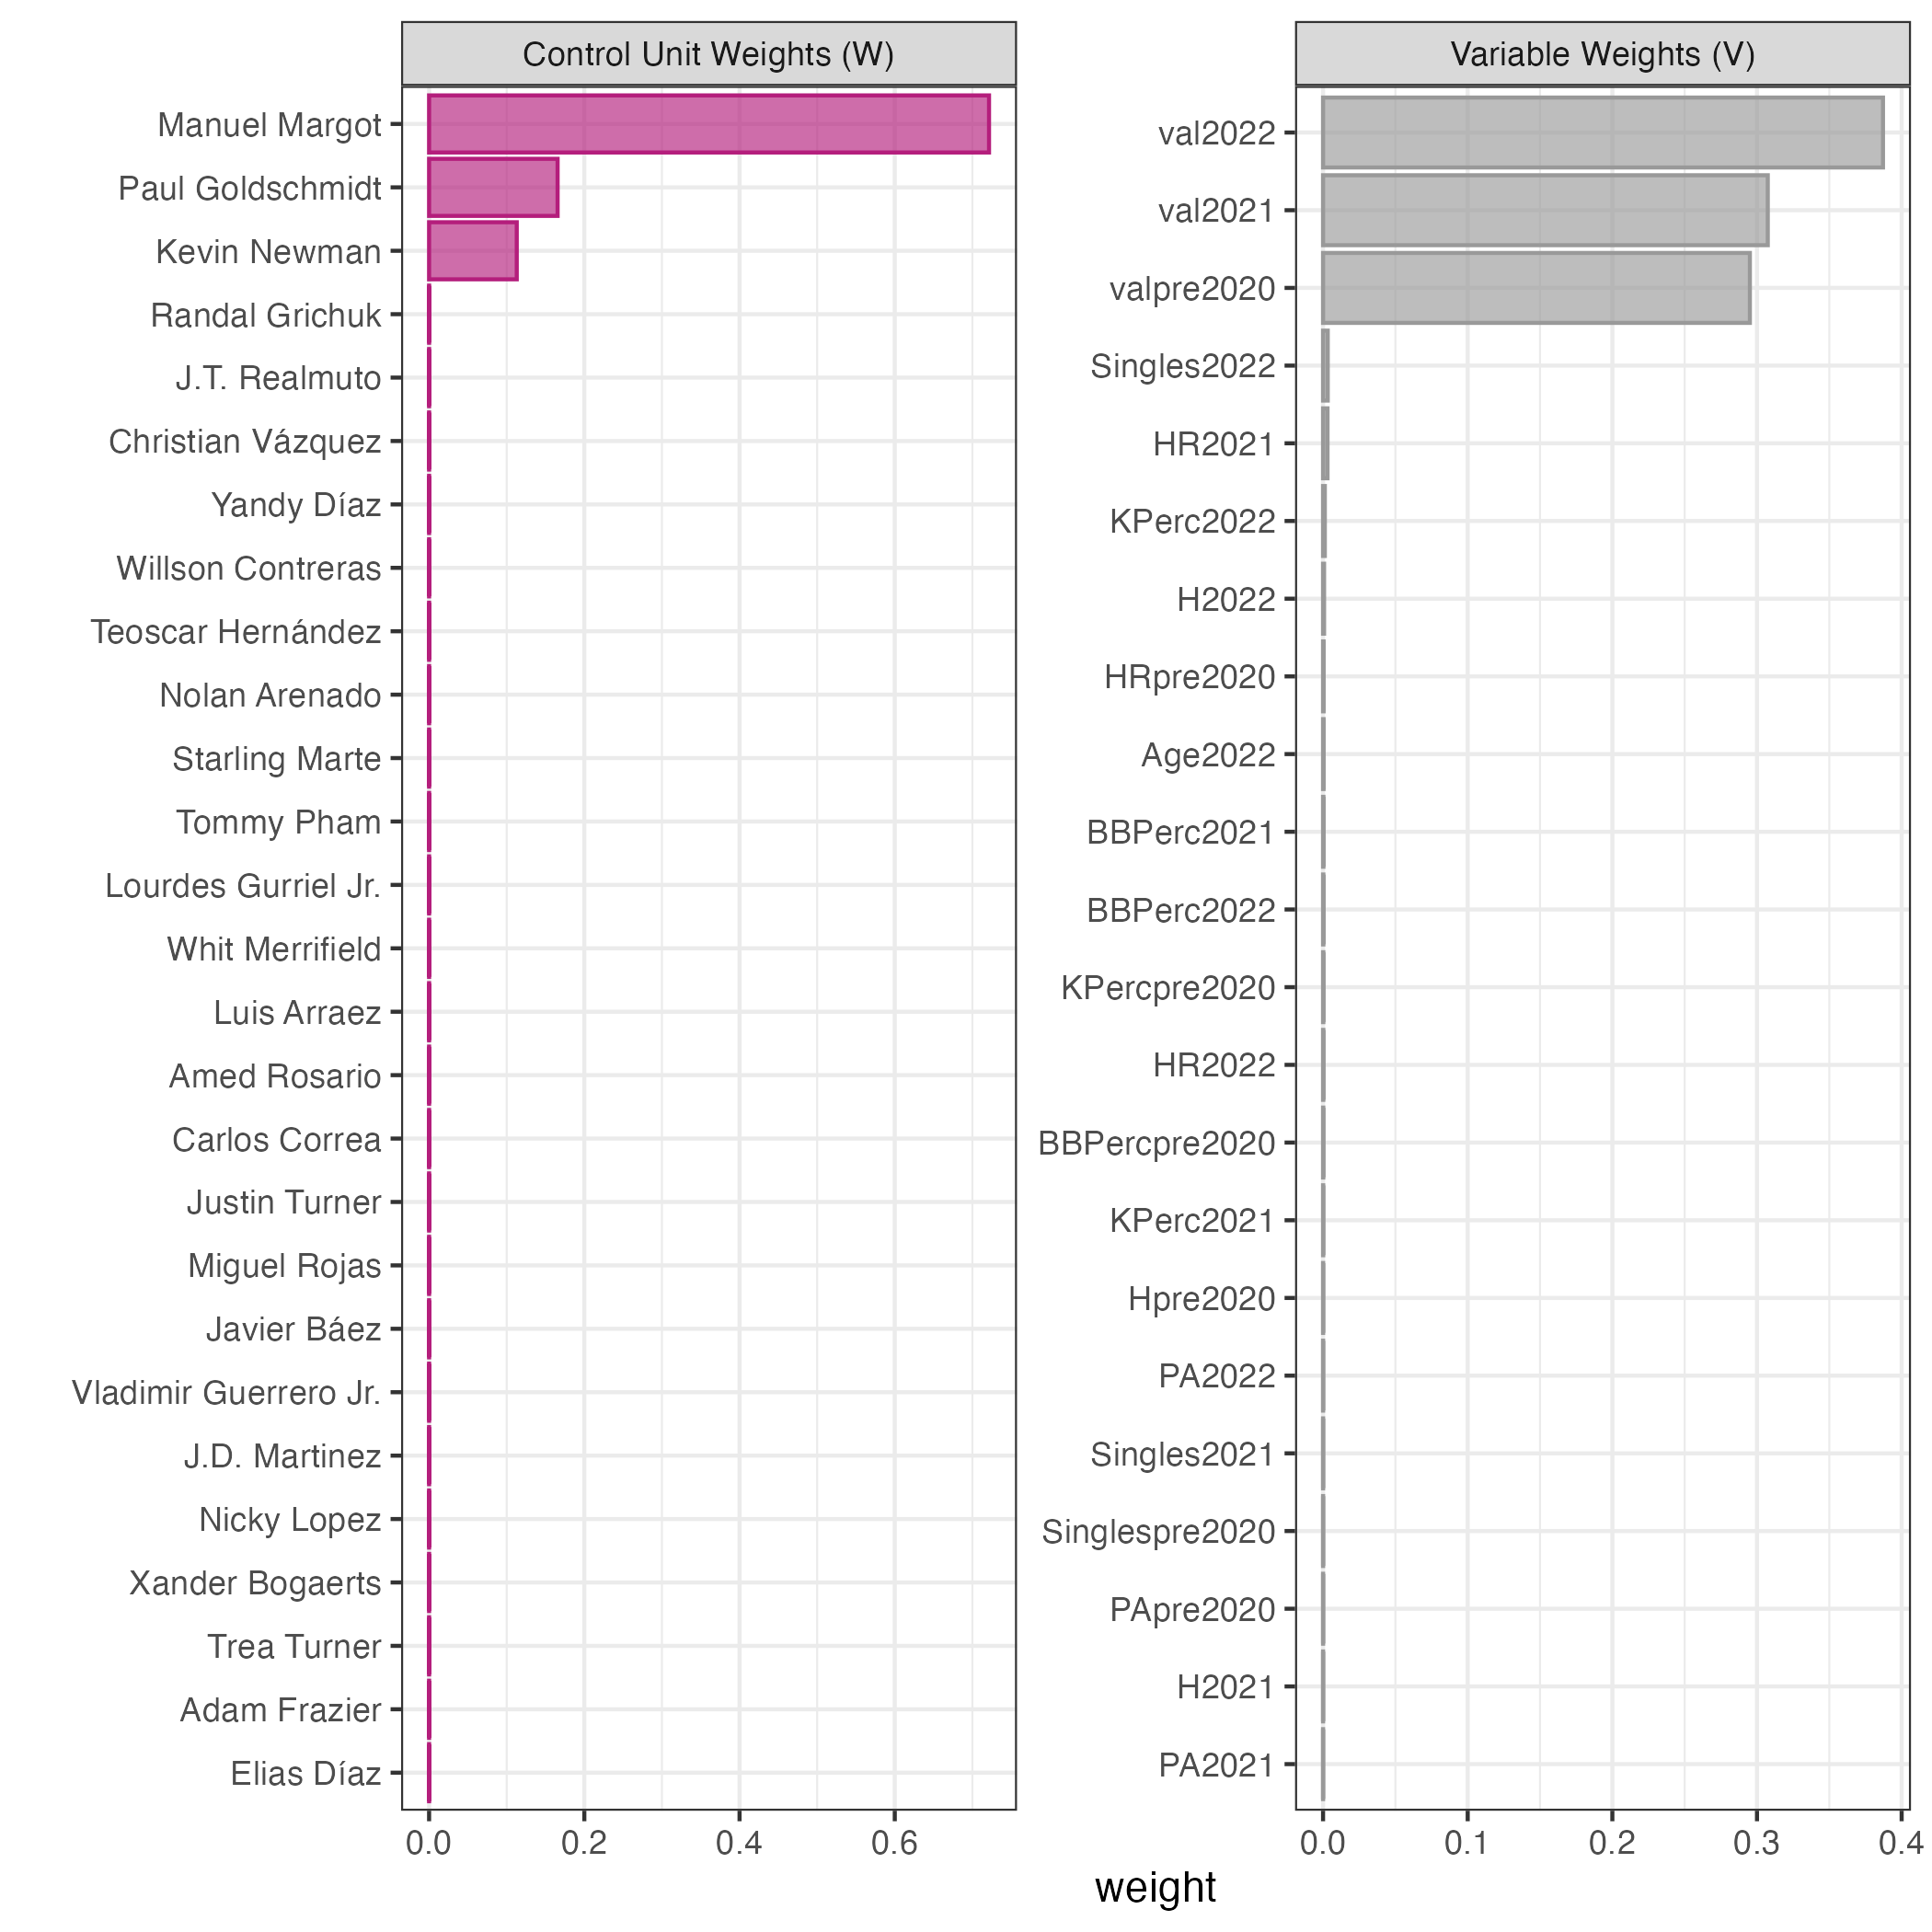 Control Unit Weights (W)
Manuel Margot
Paul Goldschmidt
Kevin Newman
Randal Grichuk
J.T. Realmuto
Christian Vázquez
Yandy Díaz
Willson Contreras
Teoscar Hernández
Nolan Arenado
Starling Marte
Tommy Pham
Lourdes Gurriel Jr.
Whit Merrifield
Luis Arraez
Amed Rosario
Carlos Correa
Justin Turner
Miguel Rojas
Javier Báez
Vladimir Guerrero Jr.
J.D. Martinez
Nicky Lopez
Xander Bogaerts
Trea Turner
Adam Frazier
Elias Díaz
0.0 0.2 0.4 0.6
Variable Weights (V)
val2022
val2021
valpre2020
Singles2022
HR2021
KPerc2022
H2022
HRpre2020
Age2022
BBPerc2021
BBPerc2022
KPercpre2020
HR2022
BBPercpre2020
KPerc2021
Hpre2020
PA2022
Singles2021
Singlespre2020
PApre2020
H2021
PA2021
0.0 0.1 0.2 0.3 0.4
weight